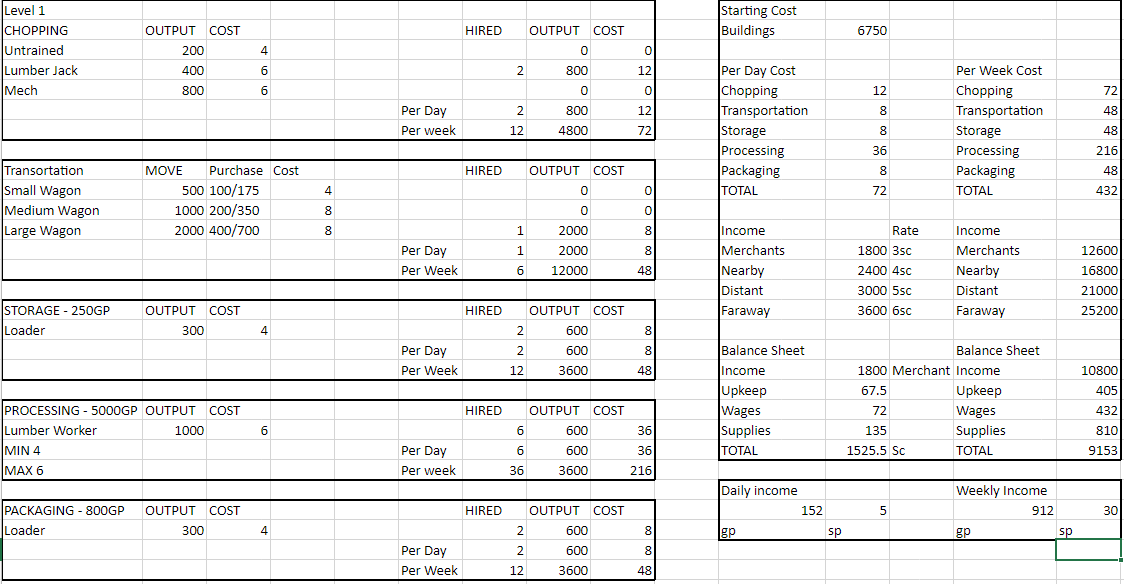 Level 1
CHOPPING OUTPUT COST HIRED OUTPUT COST
Untrained 200 4 0 0
Lumber Jack 400 6 2 800 12
Mech 800 6 0 0
Per Day 2 800 12
Per week 12 4800 72
Transortation MOVE Purchase Cost HIRED OUTPUT COST
Small Wagon 500 100/175 4 0 0
Medium Wagon 1000 200/350 8 0 0
Large Wagon 2000 400/700 8 1 2000 8
Per Day 1 2000 8
Per Week 6 12000 48
STORAGE - 250GP OUTPUT COST HIRED OUTPUT COST
Loader 300 4 2 600 8
Per Day 2 600 8
Per Week 12 3600 48
PROCESSING - 5000GP OUTPUT COST HIRED OUTPUT COST
Lumber Worker 1000 6 6 600 36
MIN 4 Per Day 6 600 36
MAX 6 Per week 36 3600 216
PACKAGING - 800GP OUTPUT COST HIRED OUTPUT COST
Loader 300 4 2 600 8
Per Day 2 600 8
Per Week 12 3600 48
Starting Cost
Buildings 6750
Per Day Cost Per Week Cost
Chopping 12 Chopping 72
Transportation 8 Transportation 48
Storage 8 Storage 48
Processing 36 Processing 216
Packaging 8 Packaging 48
TOTAL 72 TOTAL 432
Income Rate Income
Merchants 1800 3sc Merchants 12600
Nearby 2400 4sc Nearby 16800
Distant 3000 5sc Distant 21000
Faraway 3600 6sc Faraway 25200
Balance Sheet Balance Sheet
Income 1800 Merchant Income 10800
Upkeep 67.5 Upkeep 405
Wages 72 Wages 432
Supplies 135 Supplies 810
TOTAL 1525.5 Sc TOTAL 9153
Daily income Weekly Income
152 5 912 30
gp sp gp sp